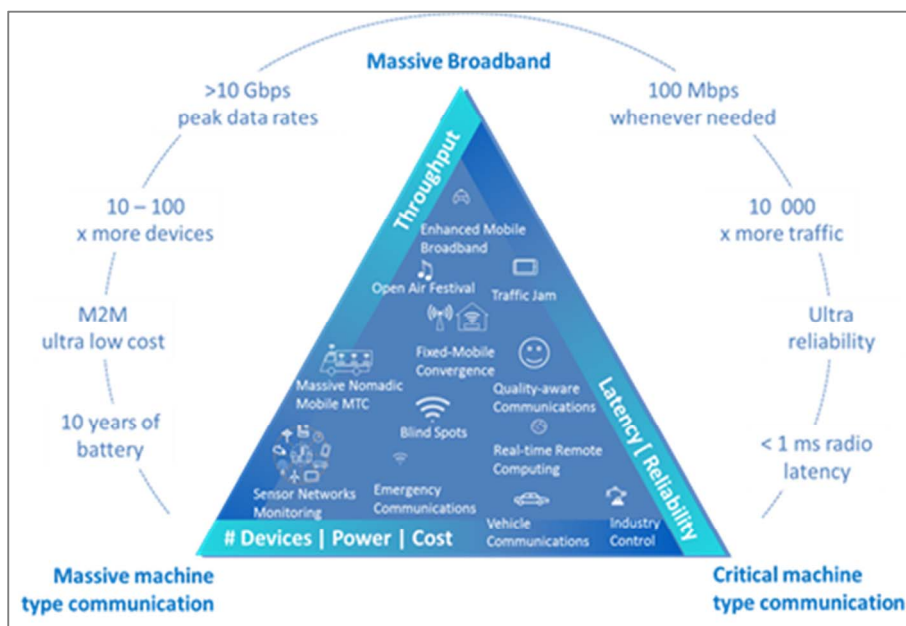 Massive Broadband
>10 Gbps
peak data rates
100 Mbps
whenever needed
10 – 100
x more devices
10 000
x more traffic
M2M
ultra low cost
Ultra
reliability
10 years of
battery
< 1 ms radio
latency
Throughput
Latency [ Reliability
# Devices | Power | Cost
Enhanced Mobile
Broadband
Open Air Festival
Traffic Jam
Fixed-Mobile
Convergence
Massive Nomadic
Mobile MTC
Quality-aware
Communications
Blind Spots
Real-time Remote
Computing
Sensor Networks
Monitoring
Emergency
Communications
Vehicle
Communications
Industry
Control
Massive machine
type communication
Critical machine
type communication